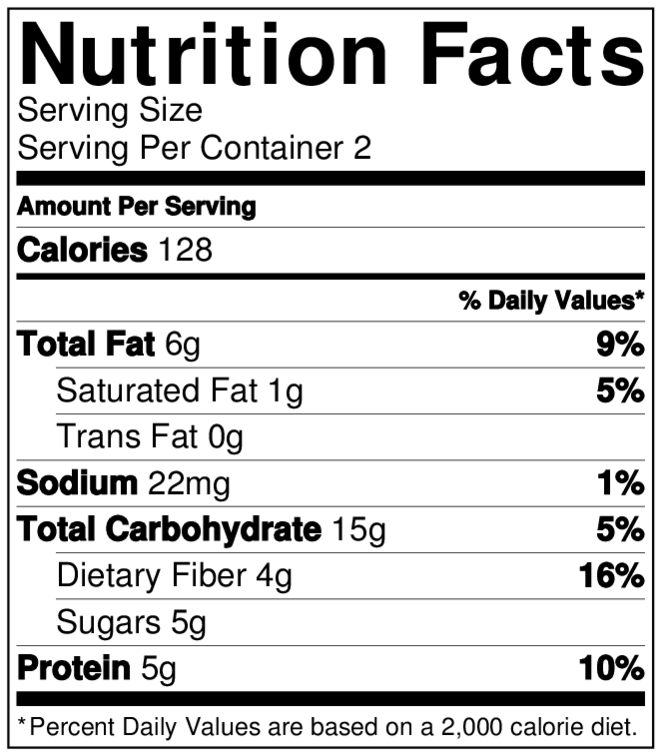 Nutrition Facts
Serving Size
Serving Per Container 2
Amount Per Serving
Calories 128
% Daily Values*
Total Fat 6g 9%
Saturated Fat 1g 5%
Trans Fat 0g
Sodium 22mg 1%
Total Carbohydrate 15g 5%
Dietary Fiber 4g 16%
Sugars 5g
Protein 5g 10%
*Percent Daily Values are based on a 2,000 calorie diet.